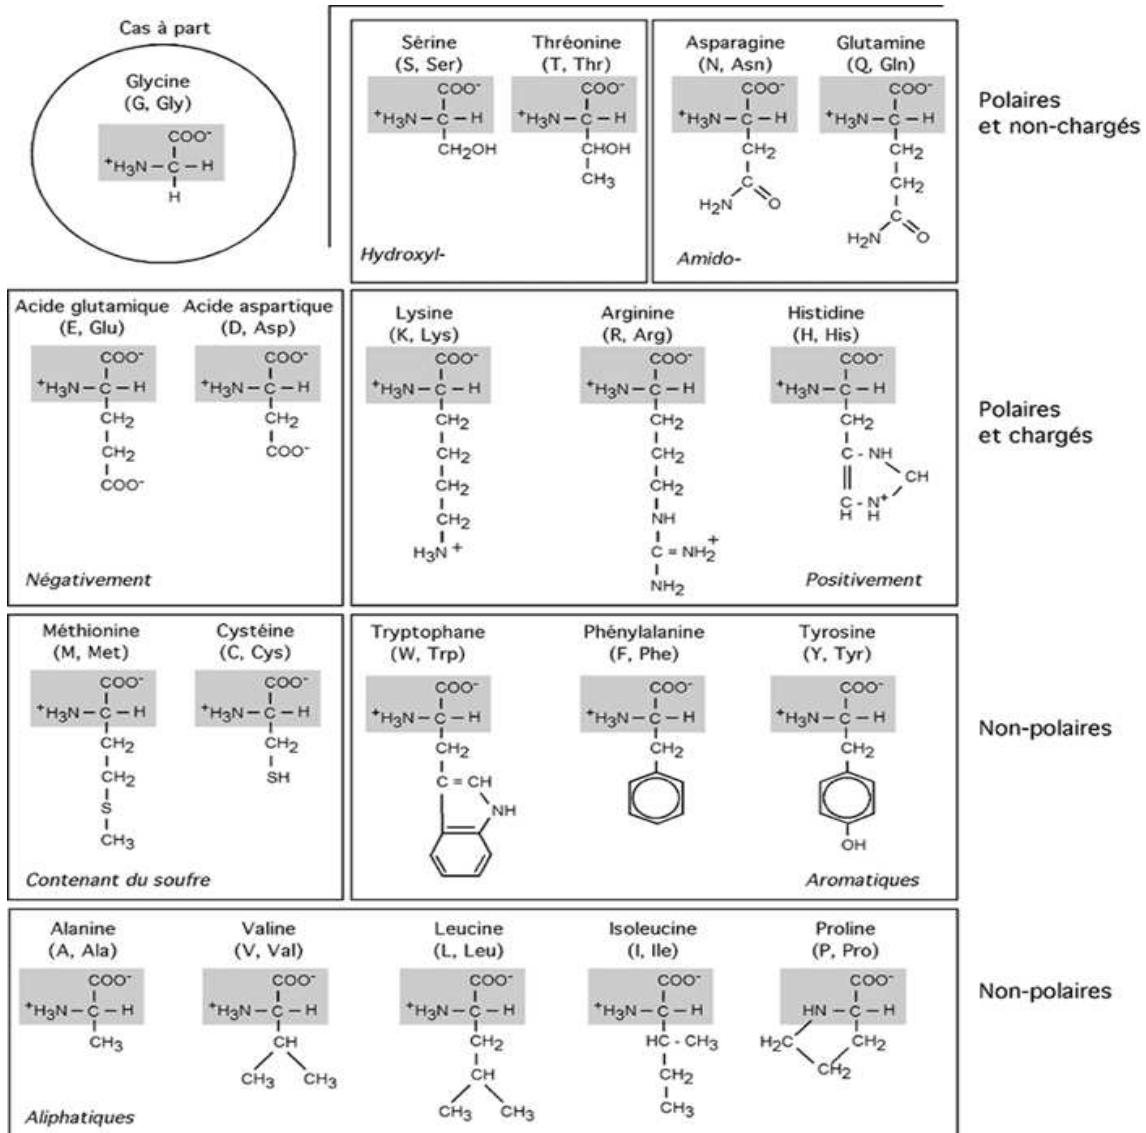 Cas à part
Glycine
(G, Gly)
COO-
+H3N – C – H
H
Sérine
(S, Ser)
COO-
+H3N – C – H
CH2OH
Thréonine
(T, Thr)
COO-
+H3N – C – H
CHOH
CH3
Hydroxyl-
Asparagine
(N, Asn)
COO-
+H3N – C – H
CH2
C
H2N O
Glutamine
(Q, Gln)
COO-
+H3N – C – H
CH2
CH2
C
H2N O
Amido-
Polaires
et non-chargés
Acide glutamique
(E, Glu)
COO-
+H3N – C – H
CH2
CH2
COO-
Acide aspartique
(D, Asp)
COO-
+H3N – C – H
CH2
COO-
Négativement
Lysine
(K, Lys)
COO-
+H3N – C – H
CH2
CH2
CH2
CH2
H3N +
Arginine
(R, Arg)
COO-
+H3N – C – H
CH2
CH2
CH2
NH
C = NH2+
NH2
Histidine
(H, His)
COO-
+H3N – C – H
CH2
C - NH
CH
C - N+
H H
Positivement
Polaires
et chargés
Méthionine
(M, Met)
COO-
+H3N – C – H
CH2
CH2
S
CH3
Cystéine
(C, Cys)
COO-
+H3N – C – H
CH2
SH
Contenant du soufre
Tryptophane
(W, Trp)
COO-
+H3N – C – H
CH2
C = CH
NH
Phénylalanine
(F, Phe)
COO-
+H3N – C – H
CH2
Tyrosine
(Y, Tyr)
COO-
+H3N – C – H
CH2
OH
Aromatiques
Non-polaires
Alanine
(A, Ala)
COO-
+H3N – C – H
CH3
Valine
(V, Val)
COO-
+H3N – C – H
CH
CH3 CH3
Leucine
(L, Leu)
COO-
+H3N – C – H
CH2
CH
CH3 CH3
Isoleucine
(I, Ile)
COO-
+H3N – C – H
HC - CH3
CH2
CH3
Proline
(P, Pro)
COO-
HN – C – H
H2C CH2
CH2
Aliphatiques
Non-polaires